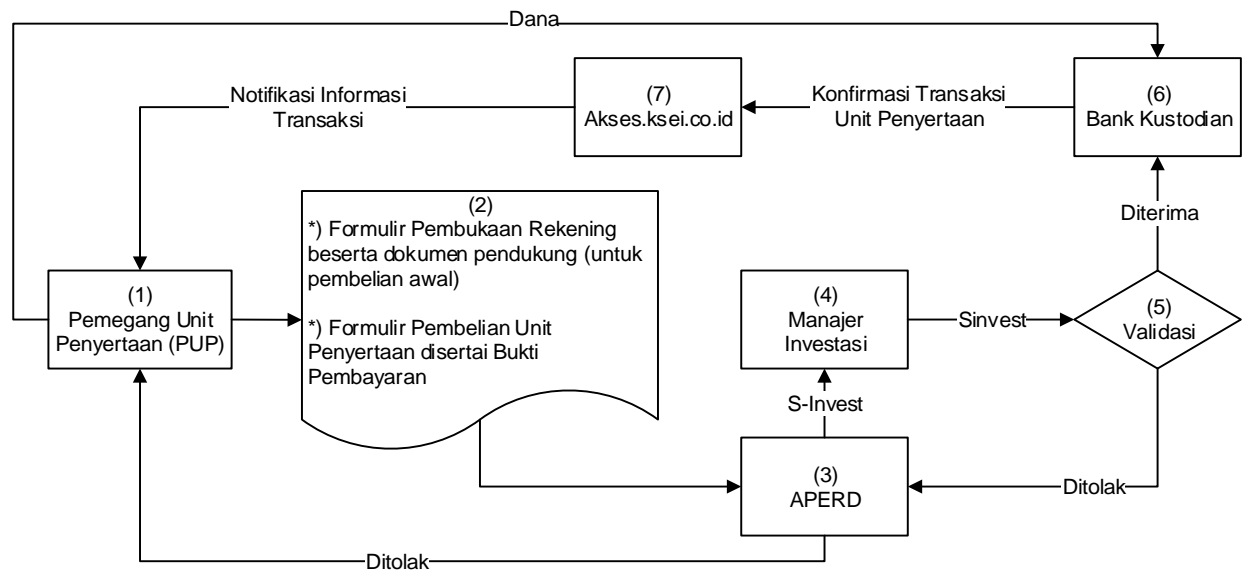 Dana
(7)
Akses.ksei.co.id
(6)
Bank Kustodian
Notifikasi Informasi
Transaksi
Konfirmasi Transaksi
Unit Penyertaan
(2)
*) Formulir Pembukaan Rekening
beserta dokumen pendukung (untuk
pembelian awal)
*) Formulir Pembelian Unit
Penyertaan disertai Bukti
Pembayaran
Diterima
(1)
Pemegang Unit
Penyertaan (PUP)
(4)
Manajer
Investasi
Sinvest
(5)
Validasi
S-Invest
(3)
APERD
Ditolak
Ditolak